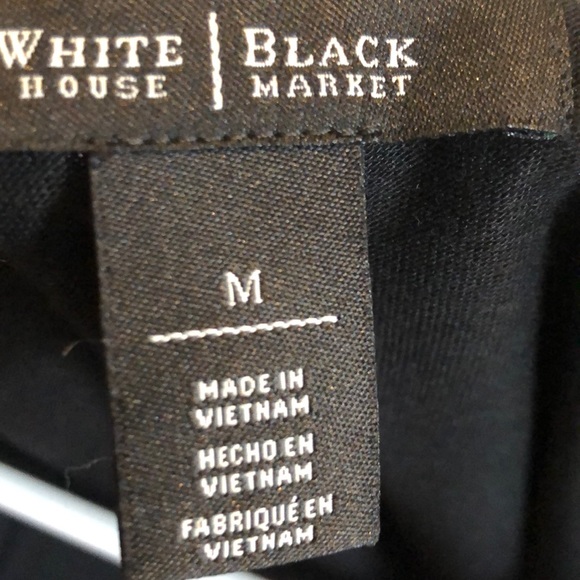 WHITE | BLACK
HOUSE | MARKET
M
MADE IN
VIETNAM
HECHO EN
VIETNAM
FABRIQUÉ EN
VIETNAM